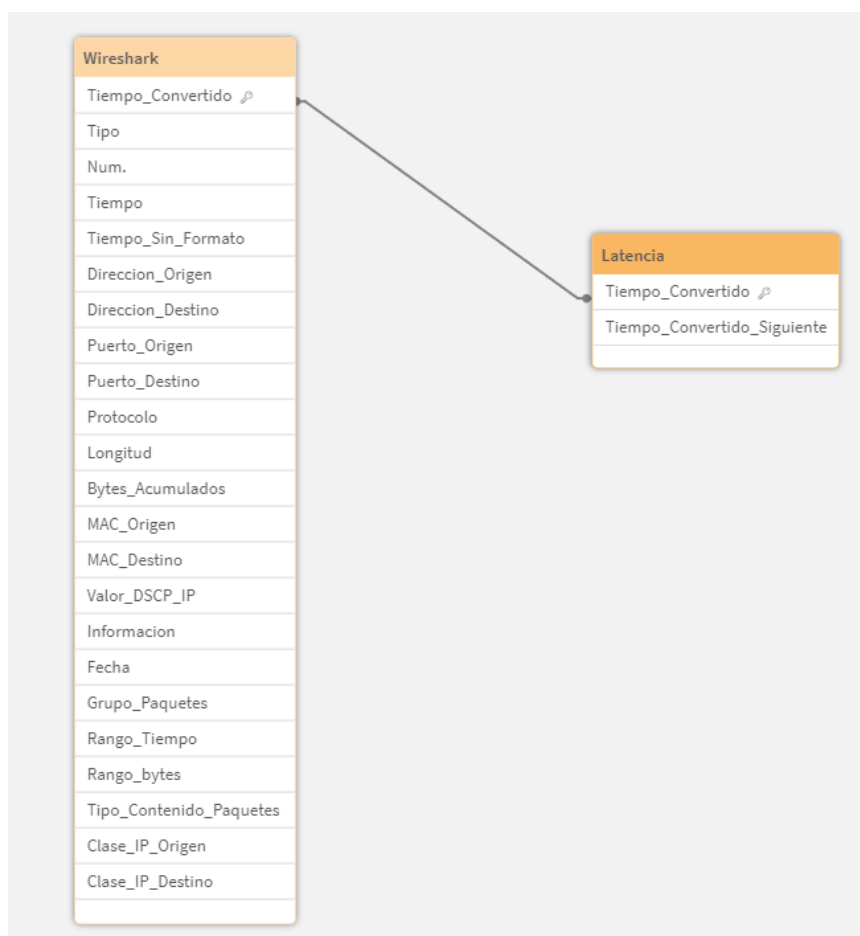 Wireshark
Tiempo_Convertido
Tipo
Num.
Tiempo
Tiempo_Sin_Formato
Direccion_Origen
Direccion_Destino
Puerto_Origen
Puerto_Destino
Protocolo
Longitud
Bytes_Acumulados
MAC_Origen
MAC_Destino
Valor_DSCP_IP
Informacion
Fecha
Grupo_Paquetes
Rango_Tiempo
Rango_bytes
Tipo_Contenido_Paquetes
Clase_IP_Origen
Clase_IP_Destino
Latencia
Tiempo_Convertido
Tiempo_Convertido_Siguiente